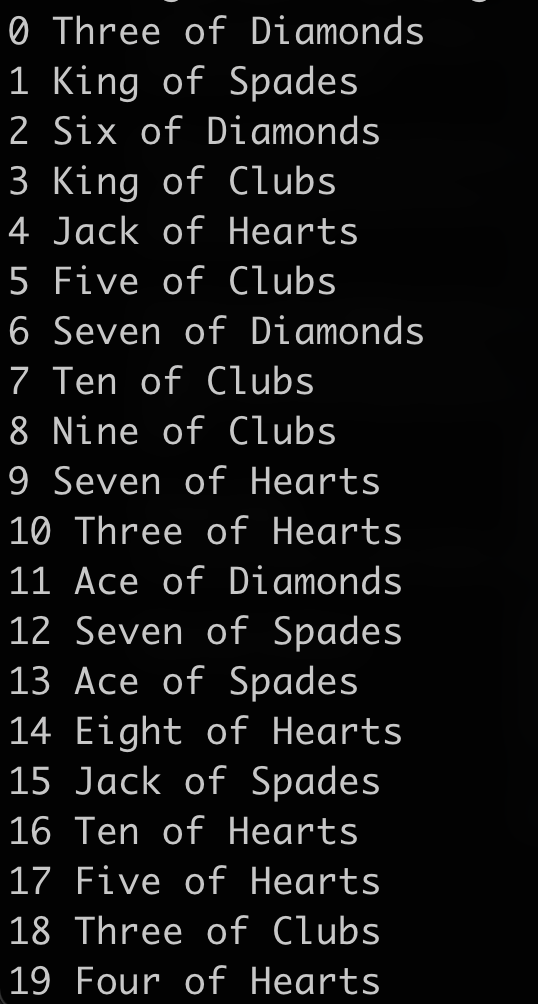 0 Three of Diamonds
1 King of Spades
2 Six of Diamonds
3 King of Clubs
4 Jack of Hearts
5 Five of Clubs
6 Seven of Diamonds
7 Ten of Clubs
8 Nine of Clubs
9 Seven of Hearts
10 Three of Hearts
11 Ace of Diamonds
12 Seven of Spades
13 Ace of Spades
14 Eight of Hearts
15 Jack of Spades
16 Ten of Hearts
17 Five of Hearts
18 Three of Clubs
19 Four of Hearts